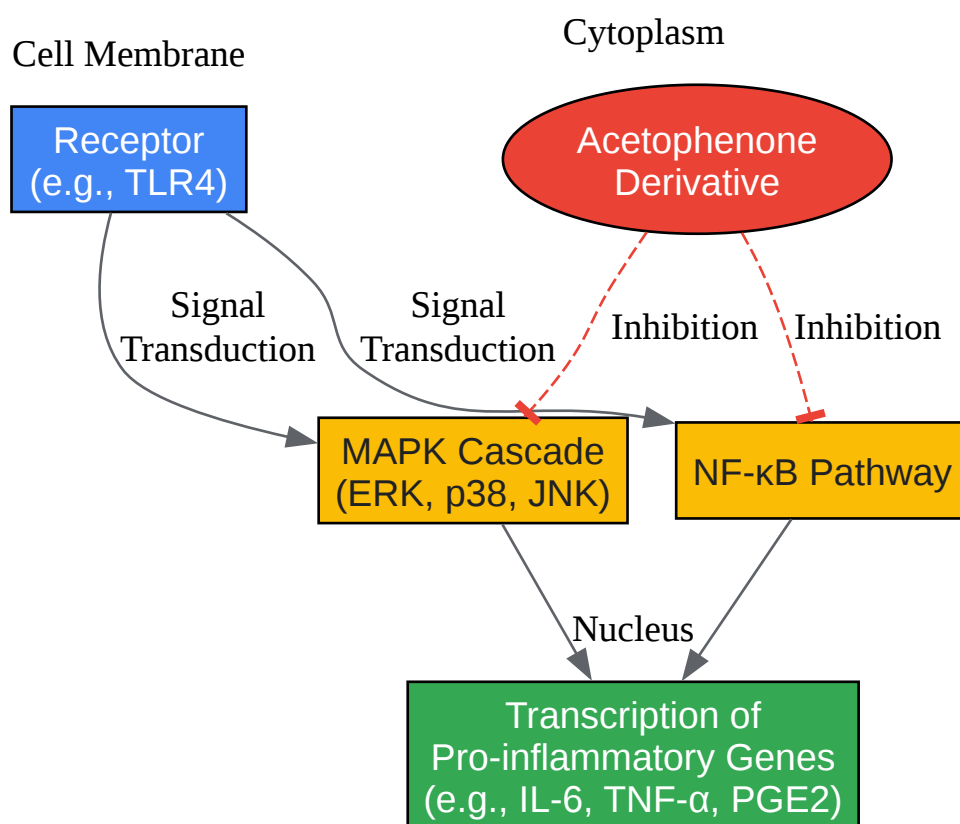 Cell Membrane
Cytoplasm
Receptor
(e.g., TLR4)
Acetophenone
Derivative
Signal
Transduction
Signal
Transduction
Inhibition
Inhibition
MAPK Cascade
(ERK, p38, JNK)
NF-κB Pathway
Nucleus
Transcription of
Pro-inflammatory Genes
(e.g., IL-6, TNF-α, PGE2)